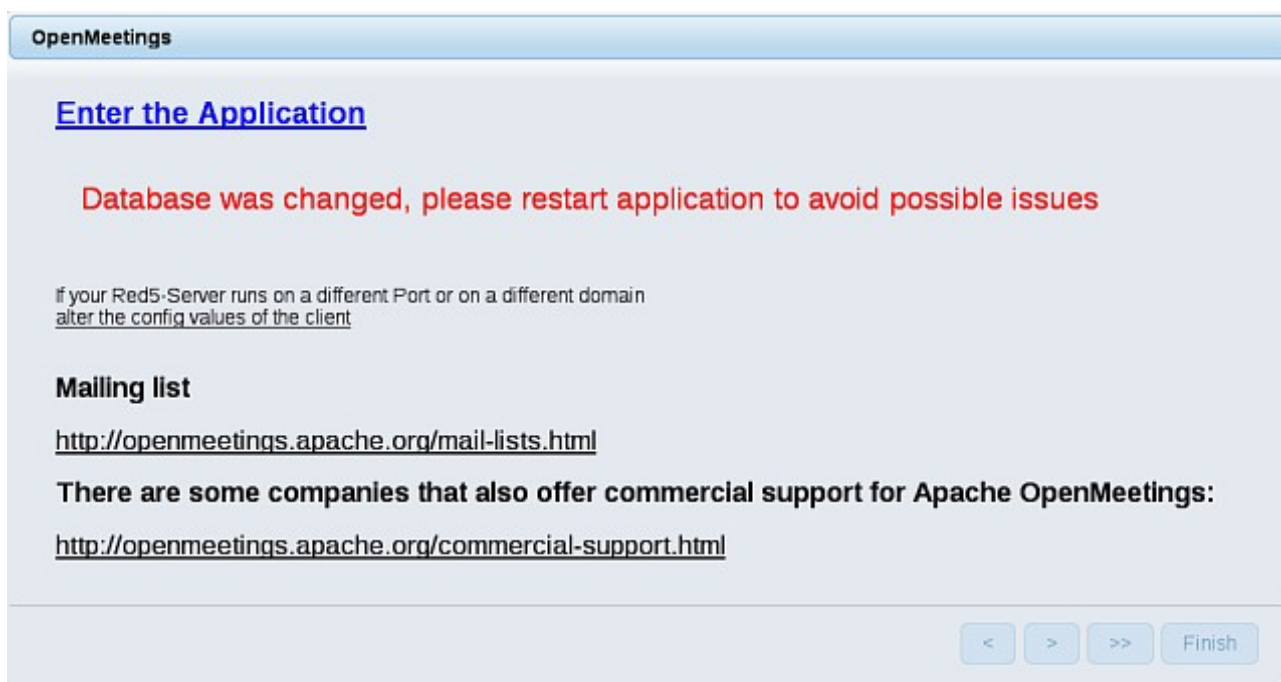 OpenMeetings
Enter the Application
Database was changed, please restart application to avoid possible issues
If your Red5-Server runs on a different Port or on a different domain
alter the config values of the client
Mailing list
http://openmeetings.apache.org/mail-lists.html
There are some companies that also offer commercial support for Apache OpenMeetings:
http://openmeetings.apache.org/commercial-support.html
< > >> Finish